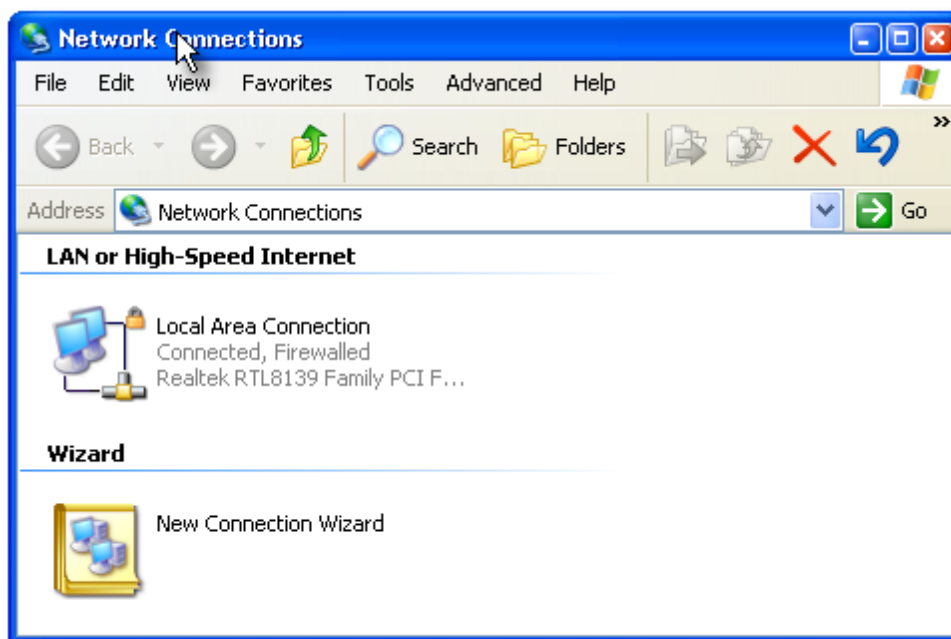 Network Connections
File Edit View Favorites Tools Advanced Help
Back Search Folders »
Address Network Connections Go
LAN or High-Speed Internet
Local Area Connection
Connected, Firewalled
Realtek RTL8139 Family PCI F...
Wizard
New Connection Wizard